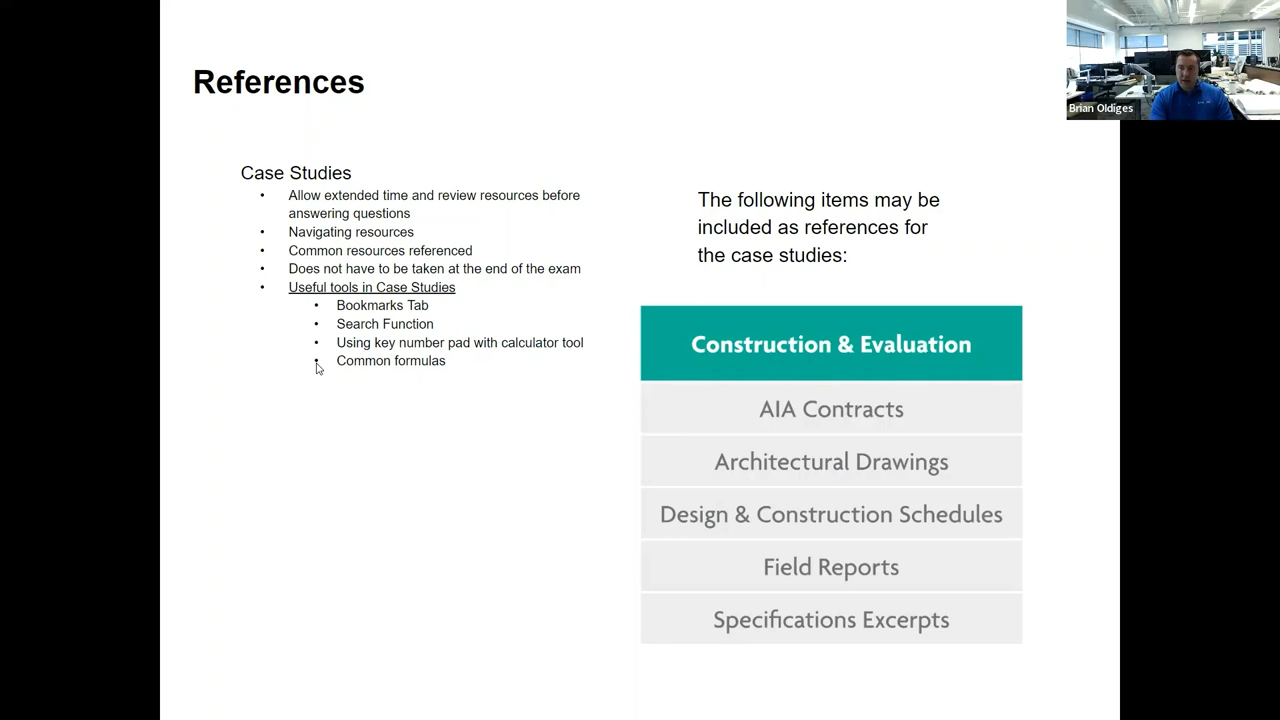 References
Case Studies
• Allow extended time and review resources before
answering questions
• Navigating resources
• Common resources referenced
• Does not have to be taken at the end of the exam
• Useful tools in Case Studies
• Bookmarks Tab
• Search Function
• Using key number pad with calculator tool
• Common formulas
The following items may be
included as references for
the case studies:
Construction & Evaluation
AIA Contracts
Architectural Drawings
Design & Construction Schedules
Field Reports
Specifications Excerpts
Brian Oldiges